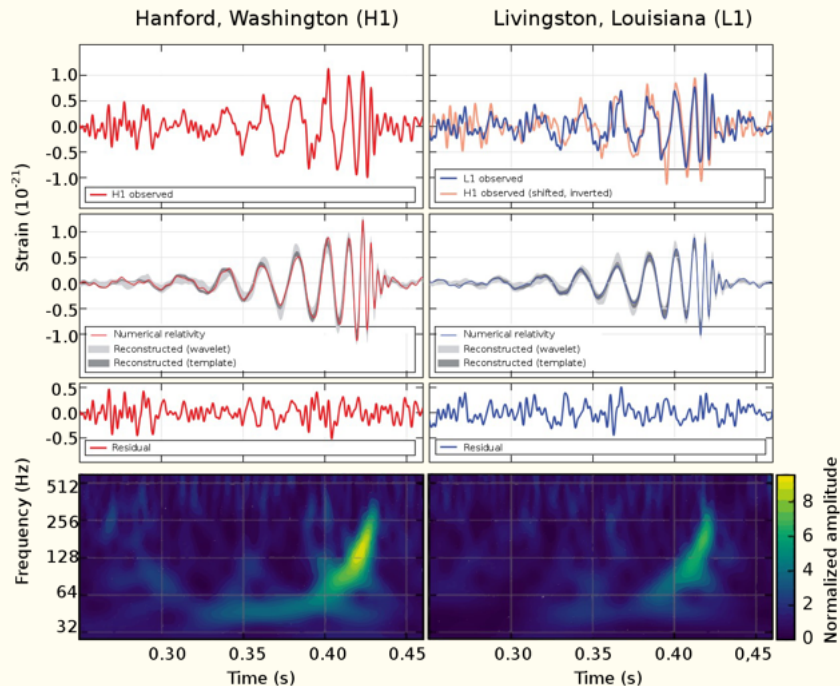 Hanford, Washington (H1)
Livingston, Louisiana (L1)
Strain (10⁻²¹)
1.0
0.5
0.0
-0.5
-1.0
H1 observed
L1 observed
H1 observed (shifted, inverted)
1.0
0.5
0.0
-0.5
-1.0
Numerical relativity
Reconstructed (wavelet)
Reconstructed (template)
Numerical relativity
Reconstructed (wavelet)
Reconstructed (template)
0.5
0.0
-0.5
Residual
Residual
Frequency (Hz)
512
256
128
64
32
0.30
0.35
0.40
0.45
Time (s)
0.30
0.35
0.40
0,45
Time (s)
8
6
4
2
0
Normalized amplitude